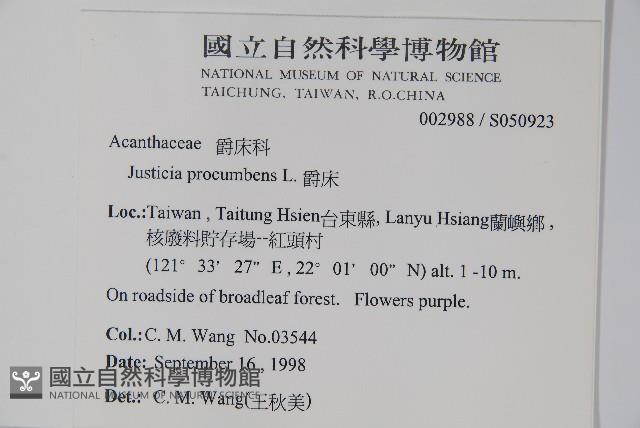 國立自然科學博物館
NATIONAL MUSEUM OF NATURAL SCIENCE
TAICHUNG, TAIWAN, R.O.CHINA
002988 / S050923
Acanthaceae 爵床科
Justicia procumbens L. 爵床
Loc.:Taiwan , Taitung Hsien台東縣, Lanyu Hsiang蘭嶼鄉 ,
核廢料貯存場--紅頭村
(121° 33’ 27” E , 22° 01’ 00” N) alt. 1 -10 m.
On roadside of broadleaf forest. Flowers purple.
Col.:C. M. Wang No.03544
Date: September 16 , 1998
國立自然科學博物館
NATIONAL MUSEUM OF NATURAL SCIENCE
Det.: C. M. Wang(王秋美)